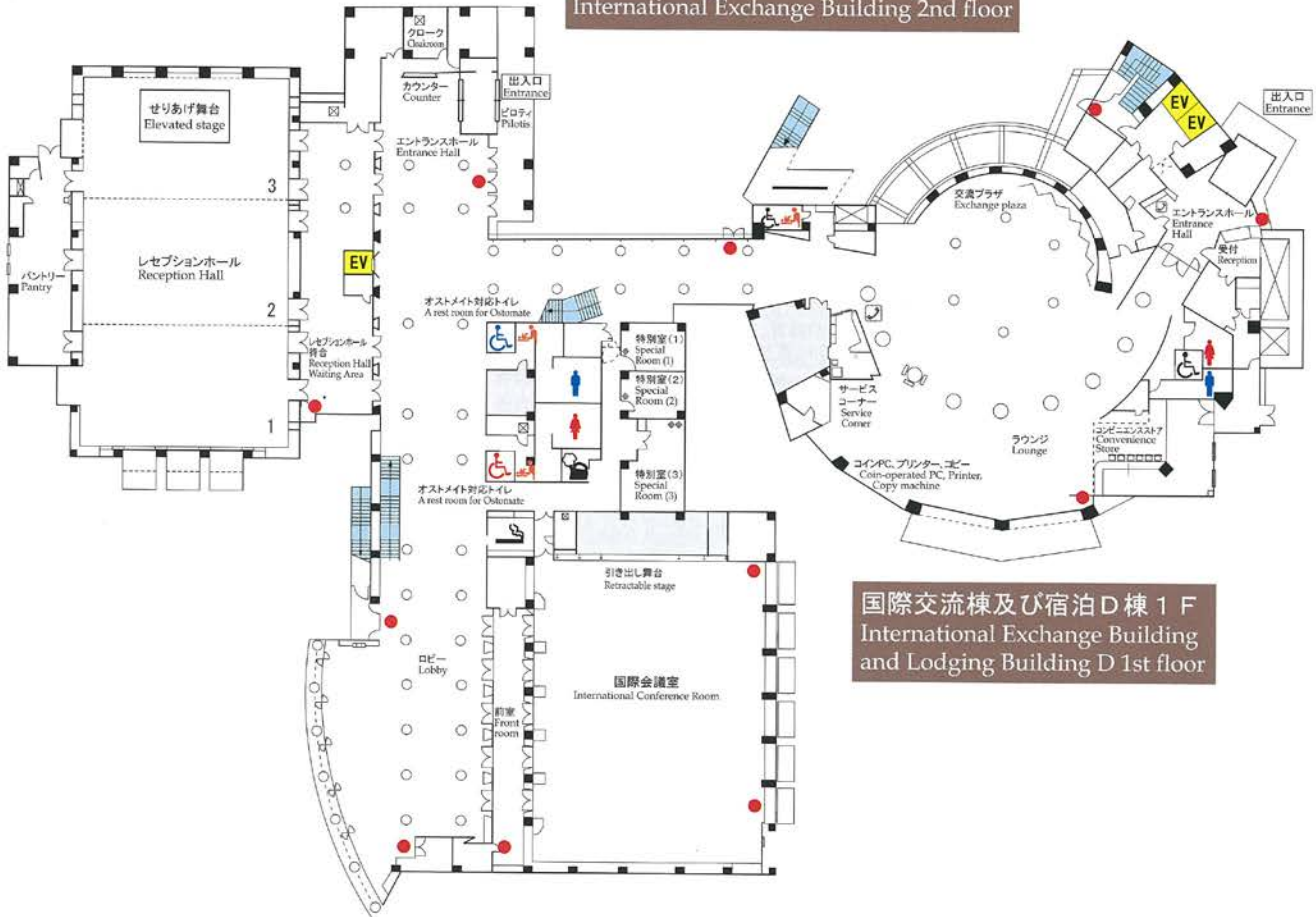 International Exchange Building 2nd floor
クローク
Cloakroom
カウンター
Counter
出入口
Entrance
ピロティ
Pilotis
せりあげ舞台
Elevated stage
エントランスホール
Entrance Hall
3
レセプションホール
Reception Hall
パントリー
Pantry
EV
2
レセプションホール
待合
Reception Hall
Waiting Area
1
オストメイト対応トイレ
A rest room for Ostomate
特別室(1)
Special
Room (1)
特別室(2)
Special
Room (2)
特別室(3)
Special
Room (3)
オストメイト対応トイレ
A rest room for Ostomate
引き出し舞台
Retractable stage
ロビー
Lobby
前室
Front
room
国際会議室
International Conference Room
EV
EV
出入口
Entrance
交流プラザ
Exchange plaza
エントランスホール
Entrance
Hall
受付
Reception
サービス
コーナー
Service
Corner
ラウンジ
Lounge
コンビニエンスストア
Convenience
Store
コインPC、プリンター、コピー
Coin-operated PC, Printer,
Copy machine
国際交流棟及び宿泊D棟1F
International Exchange Building
and Lodging Building D 1st floor